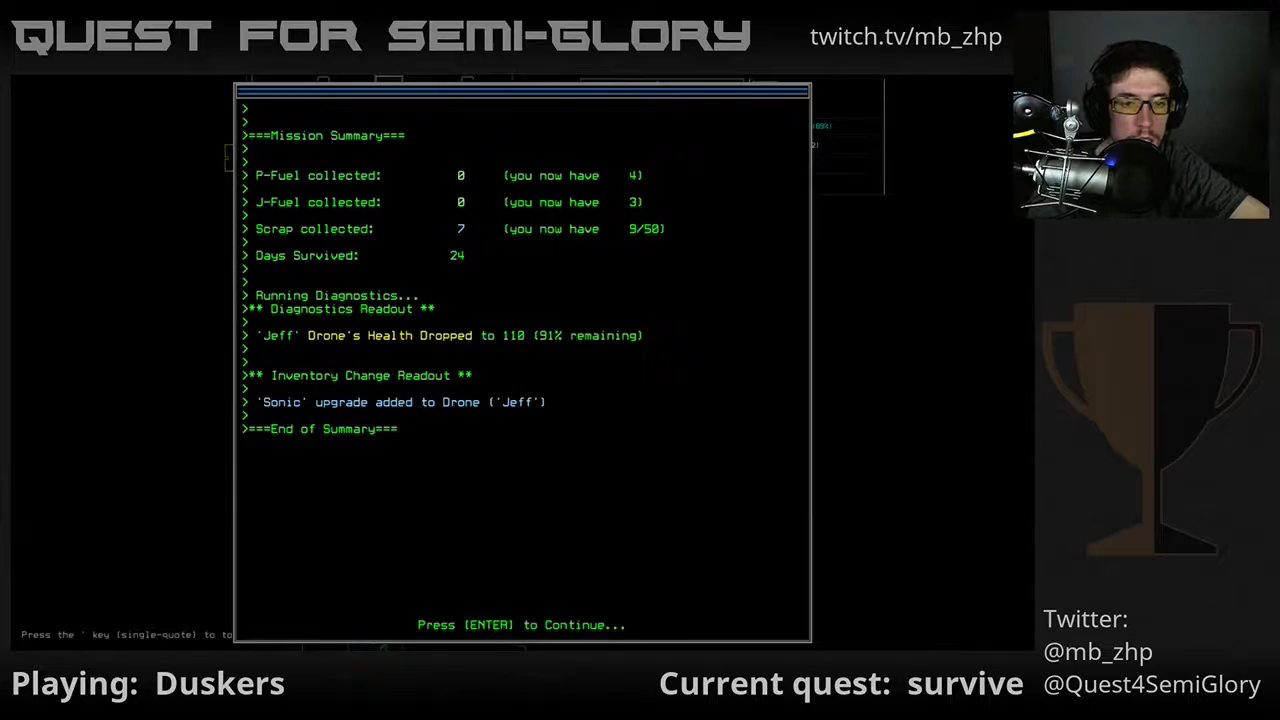 QUEST FOR SEMI-GLORY
twitch.tv/mb_zhp
>
>
>===Mission Summary===
>
>
> P-Fuel collected: 0 (you now have 4)
>
> J-Fuel collected: 0 (you now have 3)
>
> Scrap collected: 7 (you now have 9/50)
>
> Days Survived: 24
>
>
> Running Diagnostics...
>** Diagnostics Readout **
>
> 'Jeff' Drone's Health Dropped to 110 (91% remaining)
>
>
>** Inventory Change Readout **
>
> 'Sonic' upgrade added to Drone ('Jeff')
>
>===End of Summary===
Press [ENTER] to Continue...
(89%)
2)
Press the ' key (single-quote) to to
Twitter:
@mb_zhp
@Quest4SemiGlory
Playing: Duskers
Current quest: survive